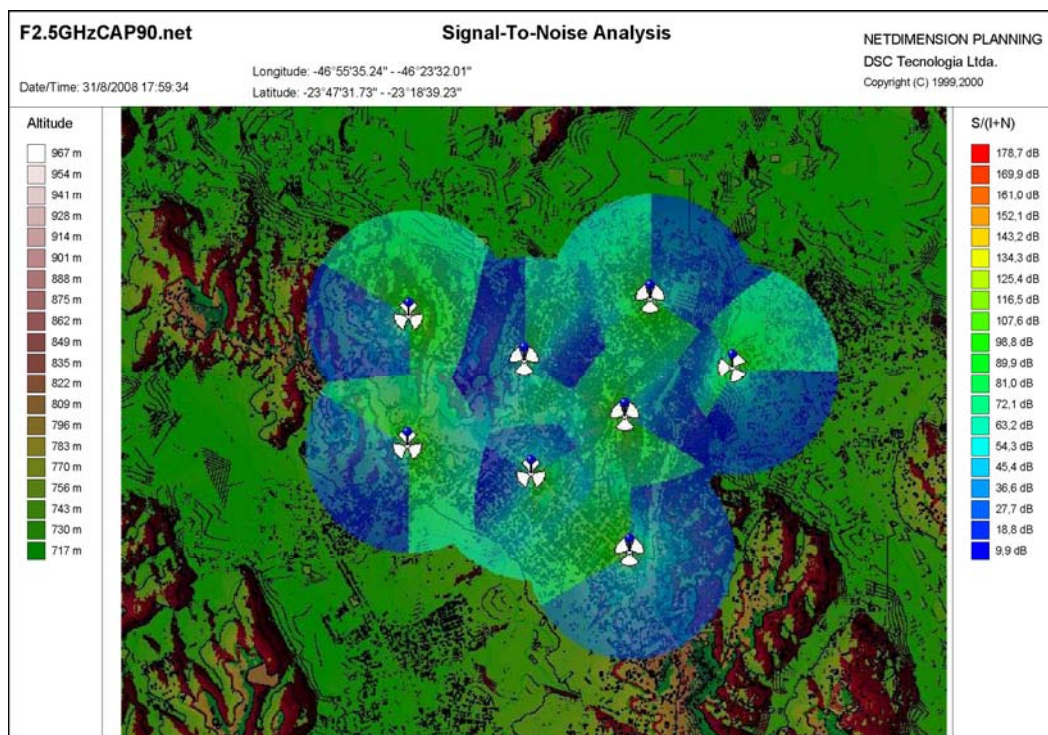 F2.5GHzCAP90.net
Signal-To-Noise Analysis
NETDIMENSION PLANNING
DSC Tecnologia Ltda.
Copyright (C) 1999,2000
Date/Time: 31/8/2008 17:59:34
Longitude: -46°55'35.24" - -46°23'32.01"
Latitude: -23°47'31.73" - -23°18'39.23"
Altitude
967 m
954 m
941 m
928 m
914 m
901 m
888 m
875 m
862 m
849 m
835 m
822 m
809 m
796 m
783 m
770 m
756 m
743 m
730 m
717 m
S/(I+N)
178,7 dB
169,9 dB
161,0 dB
152,1 dB
143,2 dB
134,3 dB
125,4 dB
116,5 dB
107,6 dB
98,8 dB
89,9 dB
81,0 dB
72,1 dB
63,2 dB
54,3 dB
45,4 dB
36,6 dB
27,7 dB
18,8 dB
9,9 dB